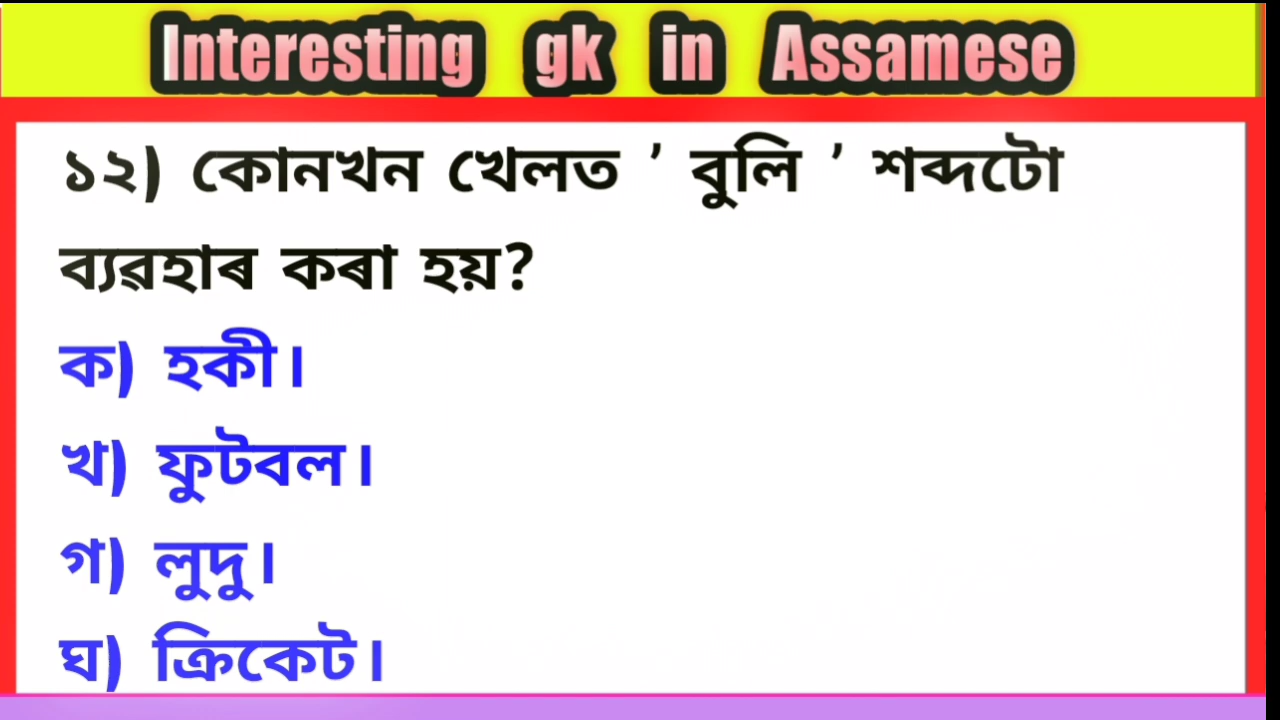 Interesting gk in Assamese
১২) কোনখন খেলত ’ বুলি ’ শব্দটো
ব্যৱহাৰ কৰা হয়?
ক) হকী।
খ) ফুটবল।
গ) লুদু।
ঘ) ক্রিকেট।